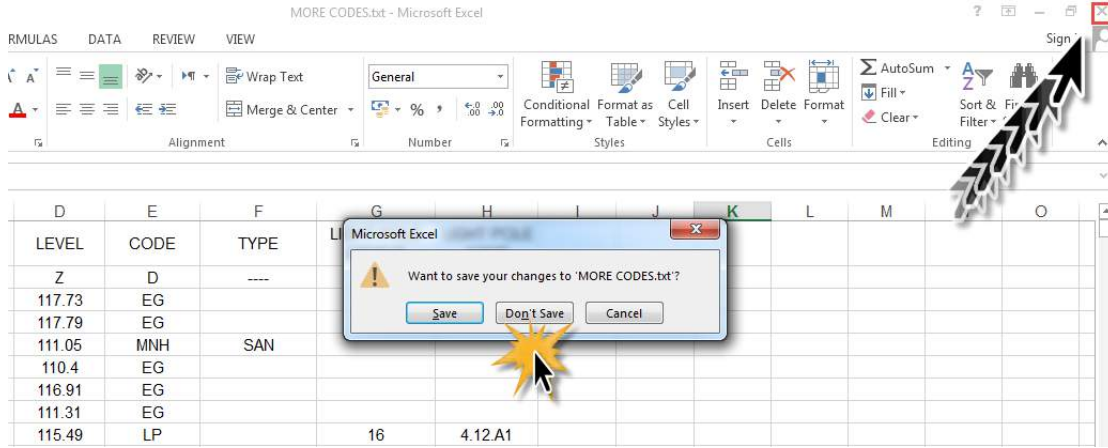 MORE CODES.txt - Microsoft Excel
?
RMULAS DATA REVIEW VIEW Sign
Wrap Text General AutoSum
Merge & Center % Conditional Formatting Format as Table Cell Styles Insert Delete Format Fill Clear Sort & Filter
Alignment Number Styles Cells Editing
D E F G H I J K L M O
LEVEL CODE TYPE
Z D ----
117.73 EG
117.79 EG
111.05 MNH SAN
110.4 EG
116.91 EG
111.31 EG
115.49 LP 16 4.12.A1
Microsoft Excel
Want to save your changes to 'MORE CODES.txt'?
Save Don't Save Cancel